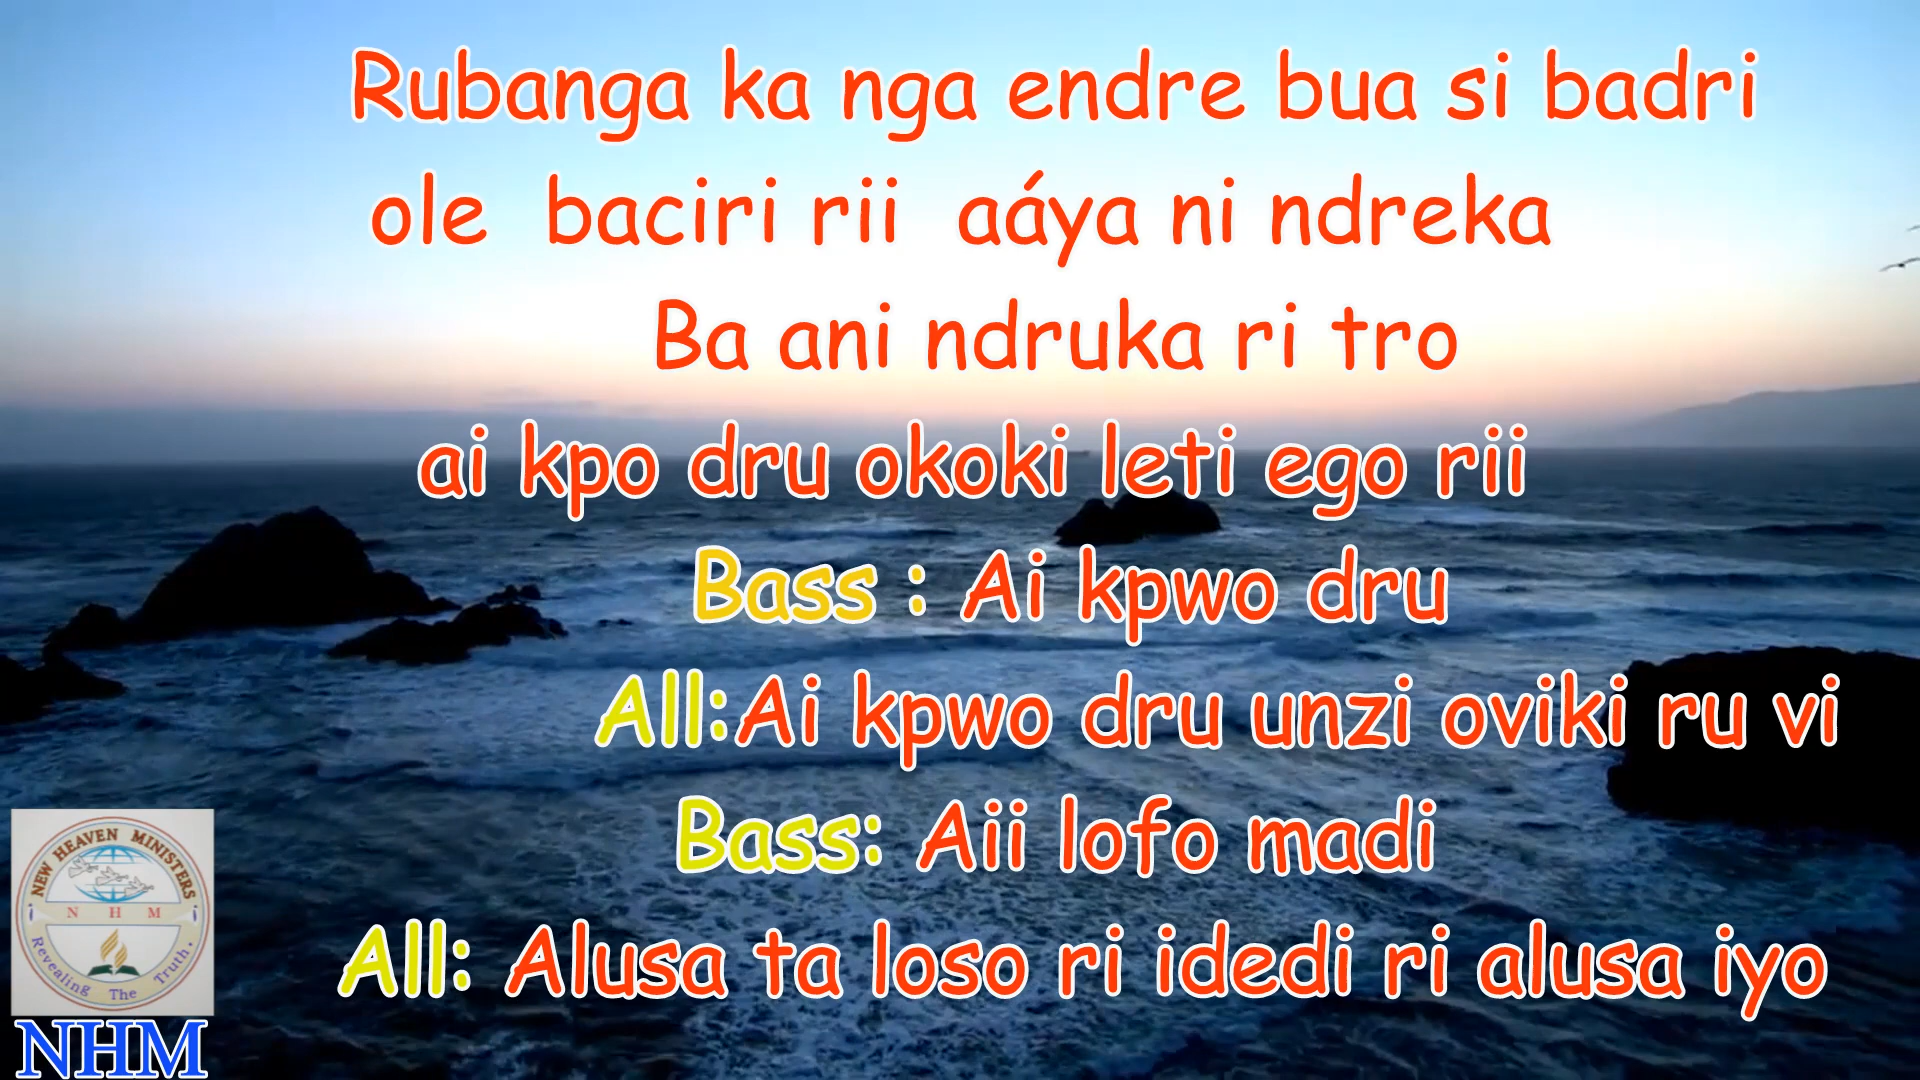 Rubanga ka nga endre bua si badri
ole baciri rii aáya ni ndreka
Ba ani ndruka ri tro
ai kpo dru okoki leti ego rii
Bass : Ai kpwo dru
All:Ai kpwo dru unzi oviki ru vi
Bass: Aii lofo madi
All: Alusa ta loso ri idedi ri alusa iyo
NEW HEAVEN MINISTERS
N H M
Revealing The Truth.
NHM